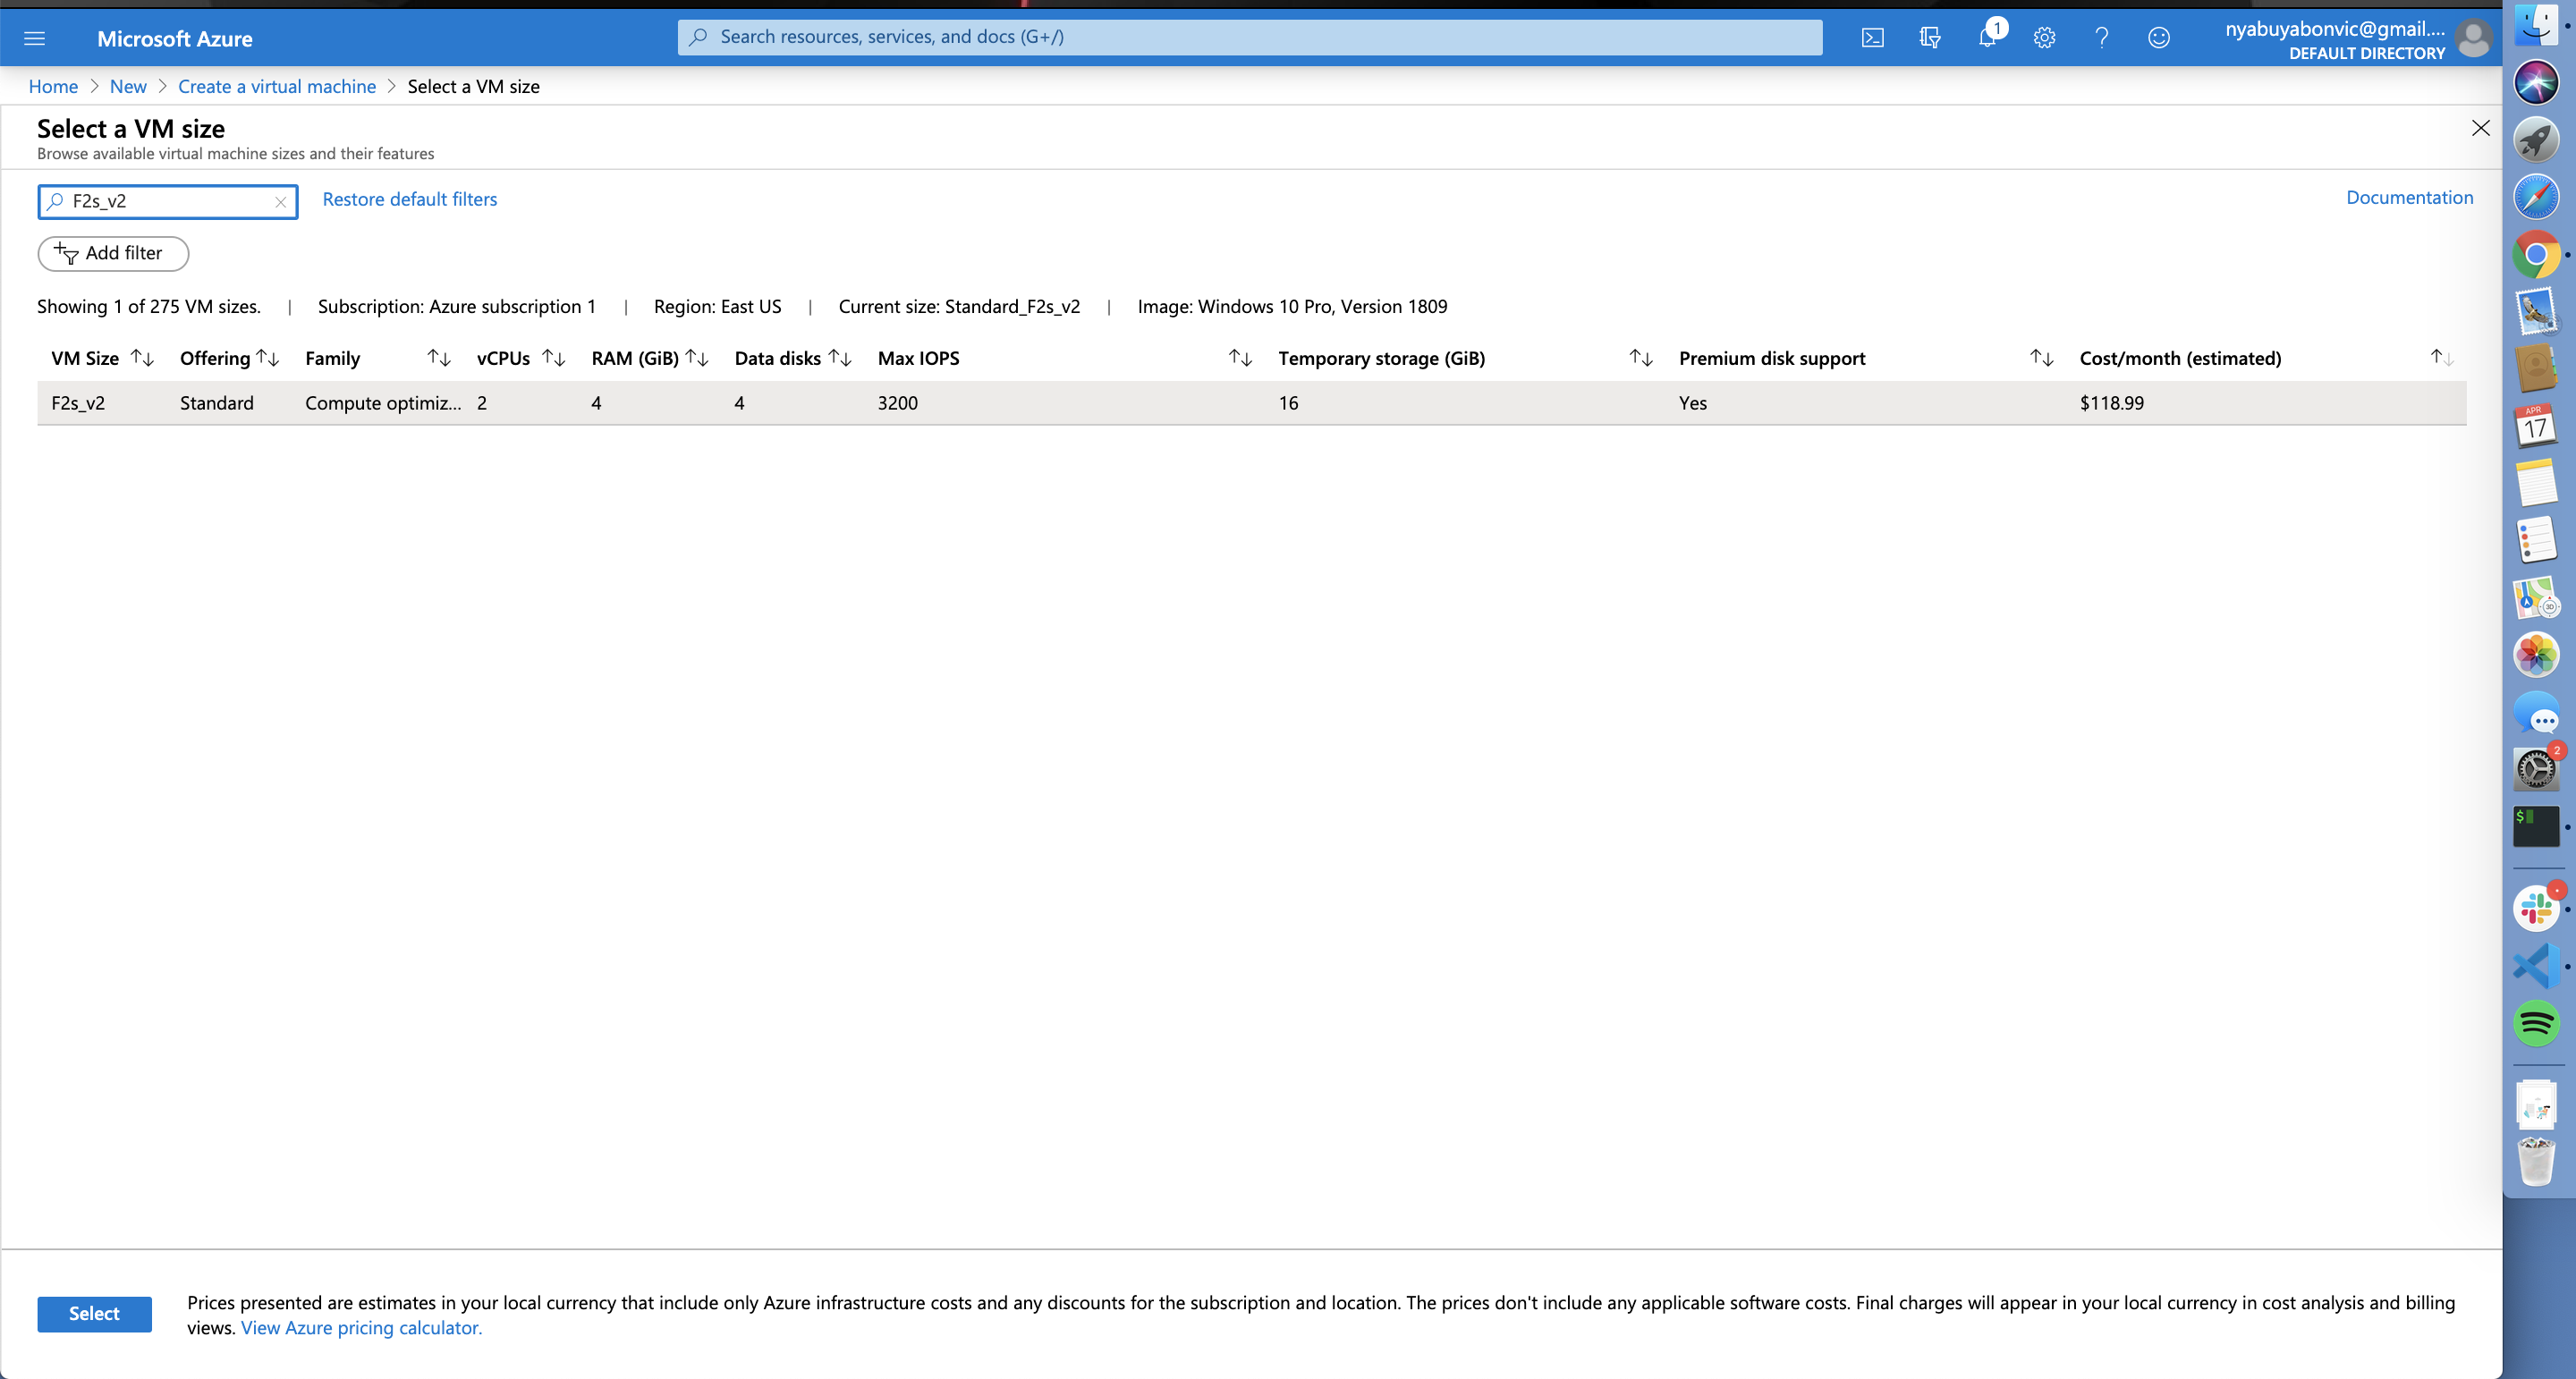 Microsoft Azure
Search resources, services, and docs (G+/)
1
nyabuyabonvic@gmail....
DEFAULT DIRECTORY
Home > New > Create a virtual machine > Select a VM size
Select a VM size
Browse available virtual machine sizes and their features
F2s_v2
Restore default filters
Documentation
Add filter
Showing 1 of 275 VM sizes. | Subscription: Azure subscription 1 | Region: East US | Current size: Standard_F2s_v2 | Image: Windows 10 Pro, Version 1809
VM Size Offering Family vCPUs RAM (GiB) Data disks Max IOPS Temporary storage (GiB) Premium disk support Cost/month (estimated)
F2s_v2 Standard Compute optimiz... 2 4 4 3200 16 Yes $118.99
Select
Prices presented are estimates in your local currency that include only Azure infrastructure costs and any discounts for the subscription and location. The prices don't include any applicable software costs. Final charges will appear in your local currency in cost analysis and billing
views. View Azure pricing calculator.
APR
17
3D
2
$